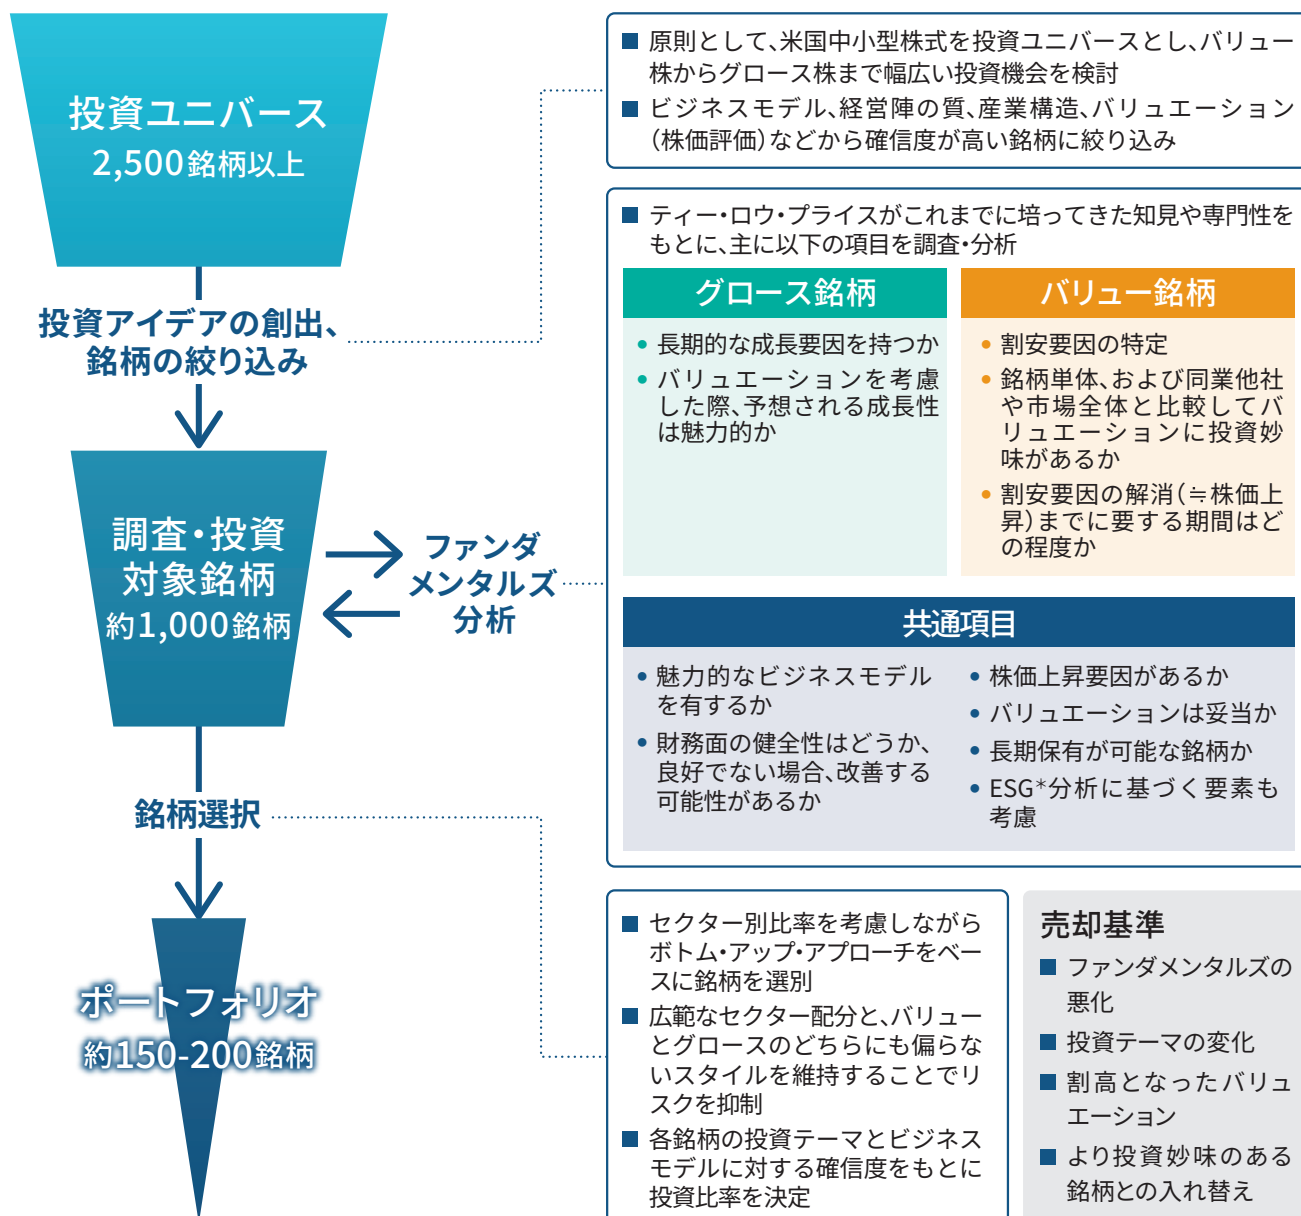 投資ユニバース
2,500銘柄以上
■ 原則として、米国中小型株式を投資ユニバースとし、バリュー
株からグロース株まで幅広い投資機会を検討
■ ビジネスモデル、経営陣の質、産業構造、バリュエーション
（株価評価）などから確信度が高い銘柄に絞り込み
投資アイデアの創出、
銘柄の絞り込み
調査・投資
対象銘柄
約1,000銘柄
ファンダ
メンタルズ
分析
■ ティー・ロウ・プライスがこれまでに培ってきた知見や専門性を
もとに、主に以下の項目を調査・分析
グロース銘柄
• 長期的な成長要因を持つか
• バリュエーションを考慮
した際、予想される成長性
は魅力的か
バリュー銘柄
• 割安要因の特定
• 銘柄単体、および同業他社
や市場全体と比較してバ
リュエーションに投資妙
味があるか
• 割安要因の解消（≒株価上
昇）までに要する期間はど
の程度か
共通項目
• 魅力的なビジネスモデル
を有するか
• 財務面の健全性はどうか、
良好でない場合、改善する
可能性があるか
• 株価上昇要因があるか
• バリュエーションは妥当か
• 長期保有が可能な銘柄か
• ESG*分析に基づく要素も
考慮
銘柄選択
ポートフォリオ
約150-200銘柄
■ セクター別比率を考慮しながら
ボトム・アップ・アプローチをベー
スに銘柄を選別
■ 広範なセクター配分と、バリュー
とグロースのどちらにも偏らな
いスタイルを維持することでリ
スクを抑制
■ 各銘柄の投資テーマとビジネス
モデルに対する確信度をもとに
投資比率を決定
売却基準
■ ファンダメンタルズの
悪化
■ 投資テーマの変化
■ 割高となったバリュ
エーション
■ より投資妙味のある
銘柄との入れ替え